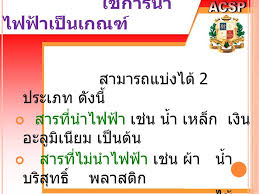 ใช้การนำ
ไฟฟ้าเป็นเกณฑ์
ACSP
สามารถแบ่งได้ 2
ประเภท ดังนี้
สารที่นำไฟฟ้า เช่น น้ำ เหล็ก เงิน
อะลูมิเนียม เป็นต้น
สารที่ไม่นำไฟฟ้า เช่น ผ้า น้ำ
บริสุทธิ์ พลาสติก